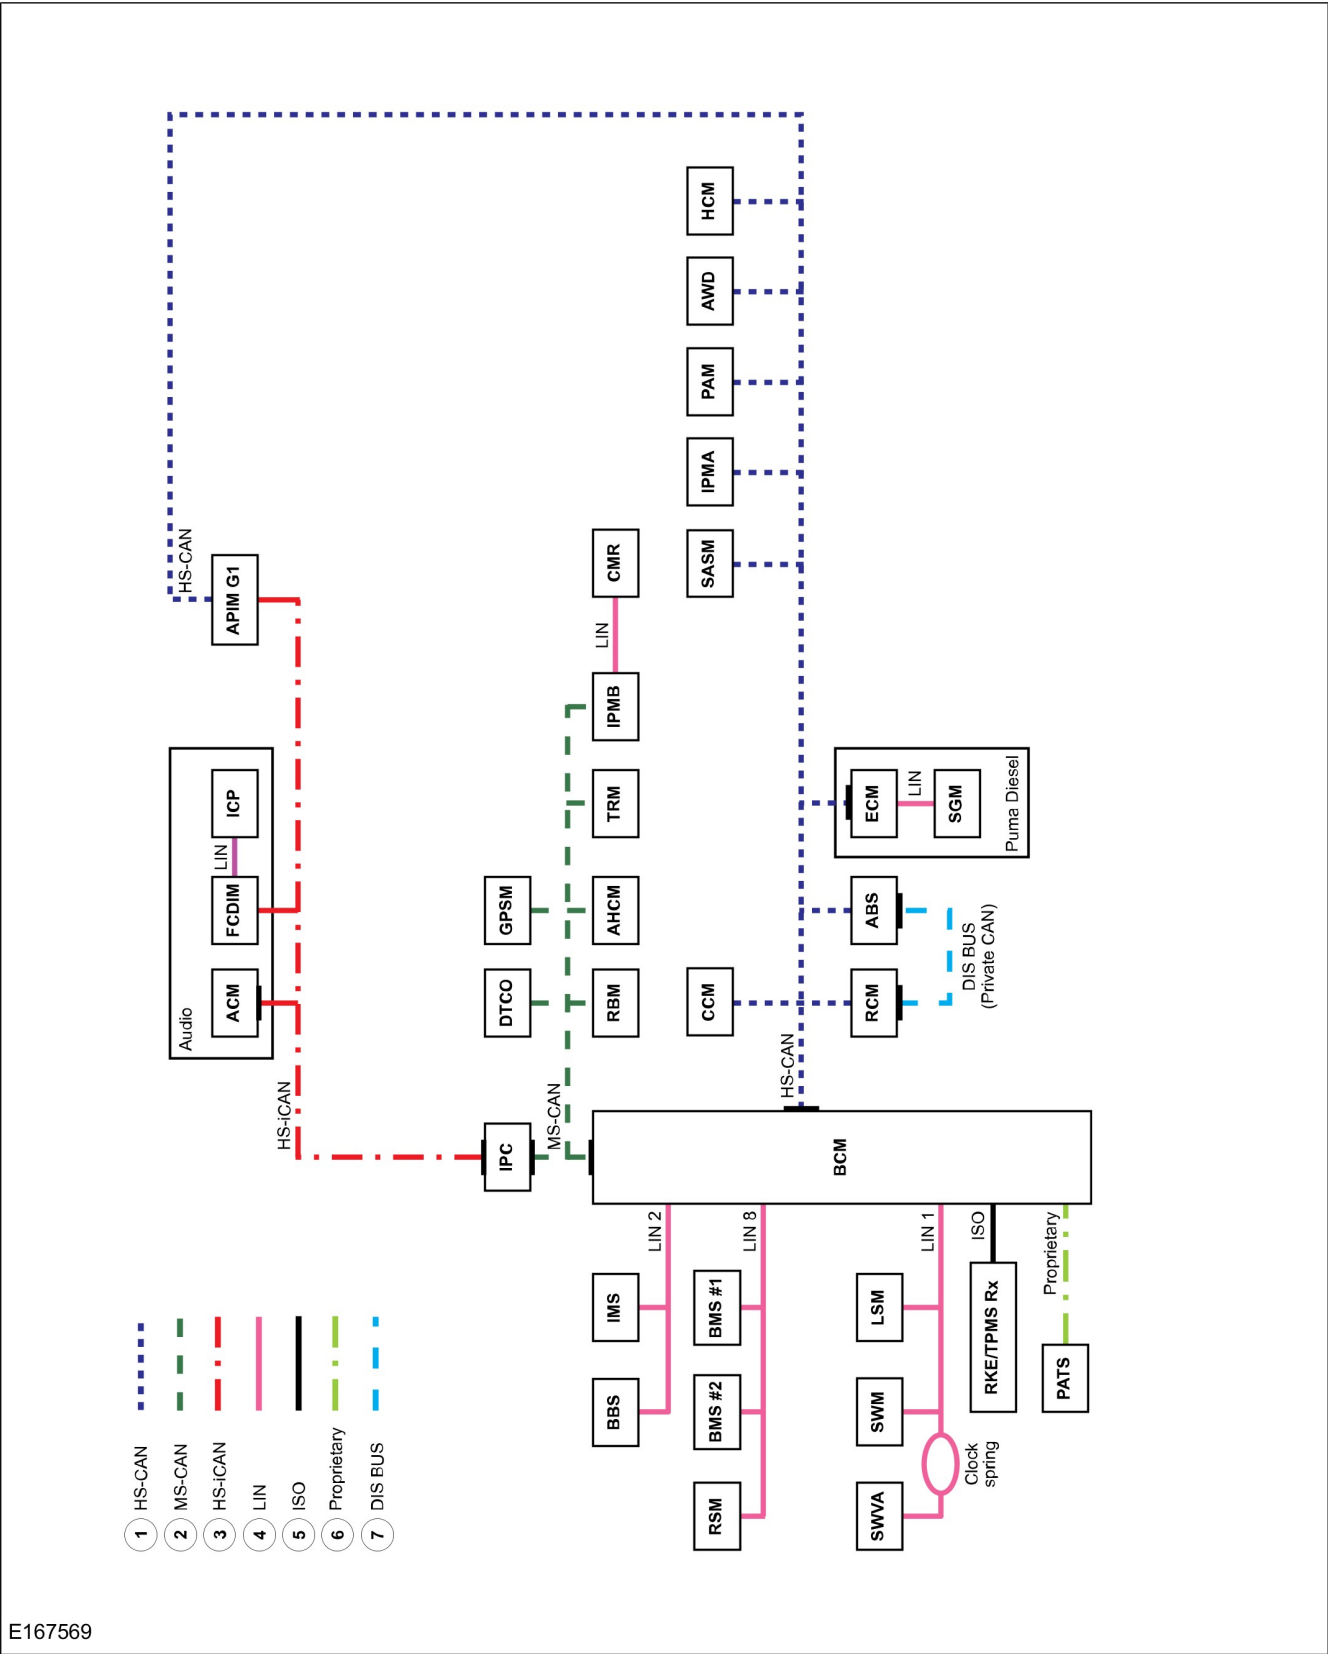 1 HS-CAN
2 MS-CAN
3 HS-iCAN
4 LIN
5 ISO
6 Proprietary
7 DIS BUS
Audio
ACM
FCDIM
LIN
ICP
APIM G1
HS-CAN
HS-iCAN
IPC
MS-CAN
DTCO
GPSM
RBM
AHCM
TRM
IPMB
LIN
CMR
BBS
IMS
LIN 2
RSM
BMS #2
BMS #1
LIN 8
SWVA
SWM
LSM
LIN 1
Clock
spring
ISO
RKE/TPMS Rx
Proprietary
PATS
BCM
HS-CAN
CCM
SASM
IPMA
PAM
AWD
HCM
RCM
ABS
DIS BUS
(Private CAN)
ECM
LIN
SGM
Puma Diesel
E167569